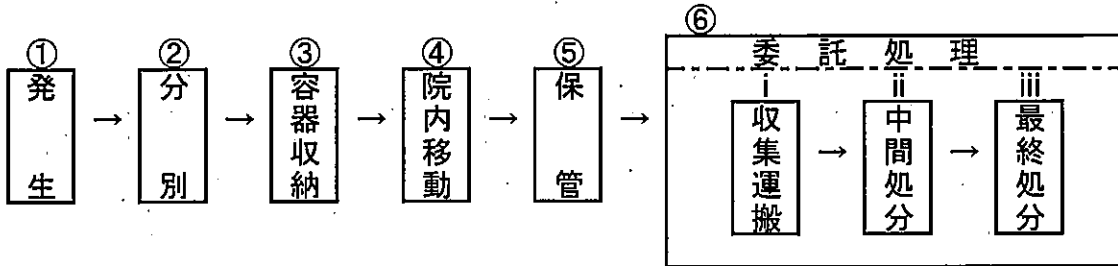 ① 発生
→
② 分別
→
③ 容器収納
→
④ 院内移動
→
⑤ 保管
→
⑥ 委託処理
i 収集運搬
→
ii 中間処分
→
iii 最終処分